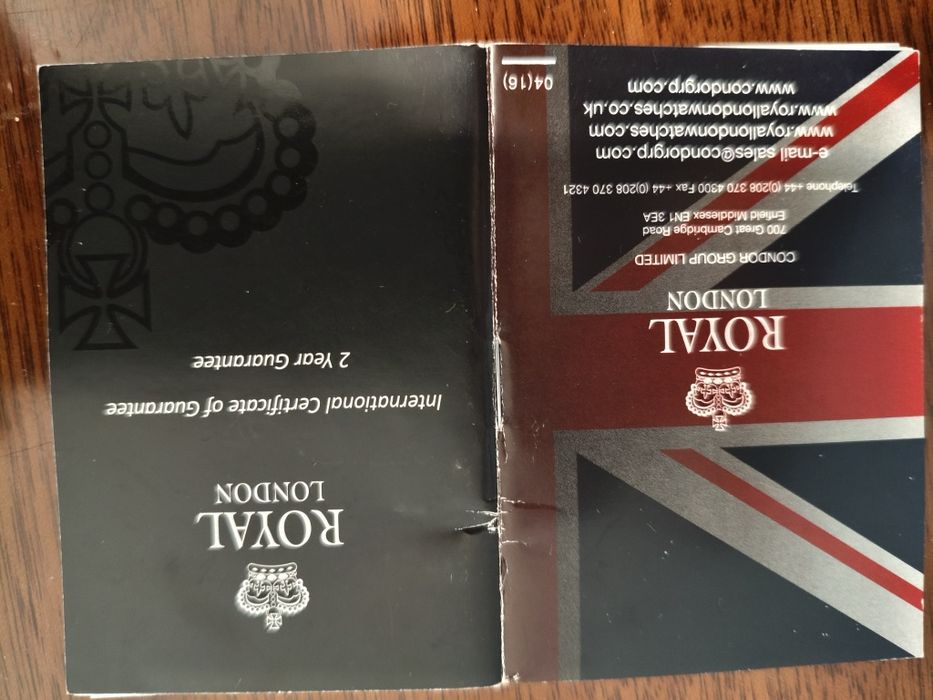 ROYAL
LONDON
CONDOR GROUP LIMITED
700 Great Cambridge Road
Enfield Middlesex EN1 3EA
Telephone +44 (0)208 370 4300 Fax +44 (0)208 370 4321
e-mail sales@condorgrp.com
www.royallondonwatches.com
www.royallondonwatches.co.uk
www.condorgrp.com
04(16)
ROYAL
LONDON
International Certificate of Guarantee
2 Year Guarantee